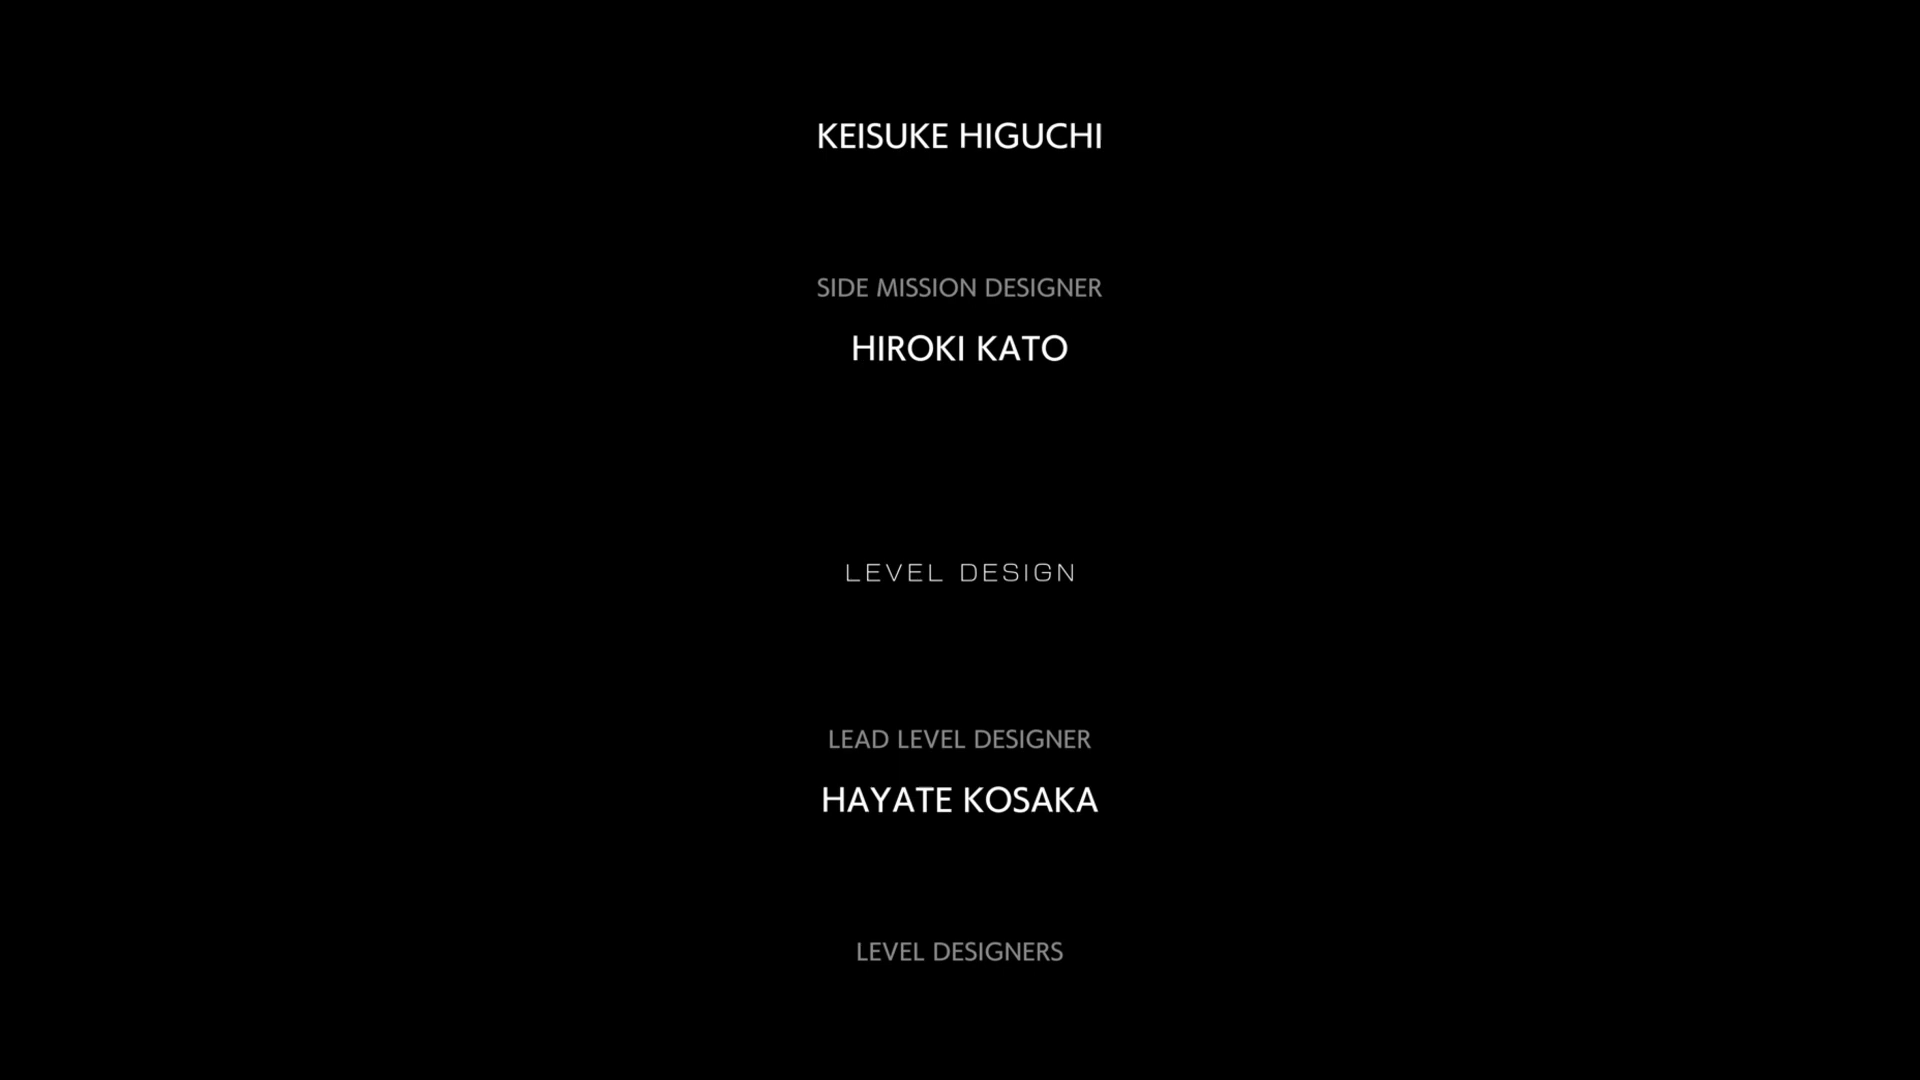 KEISUKE HIGUCHI
SIDE MISSION DESIGNER
HIROKI KATO
LEVEL DESIGN
LEAD LEVEL DESIGNER
HAYATE KOSAKA
LEVEL DESIGNERS